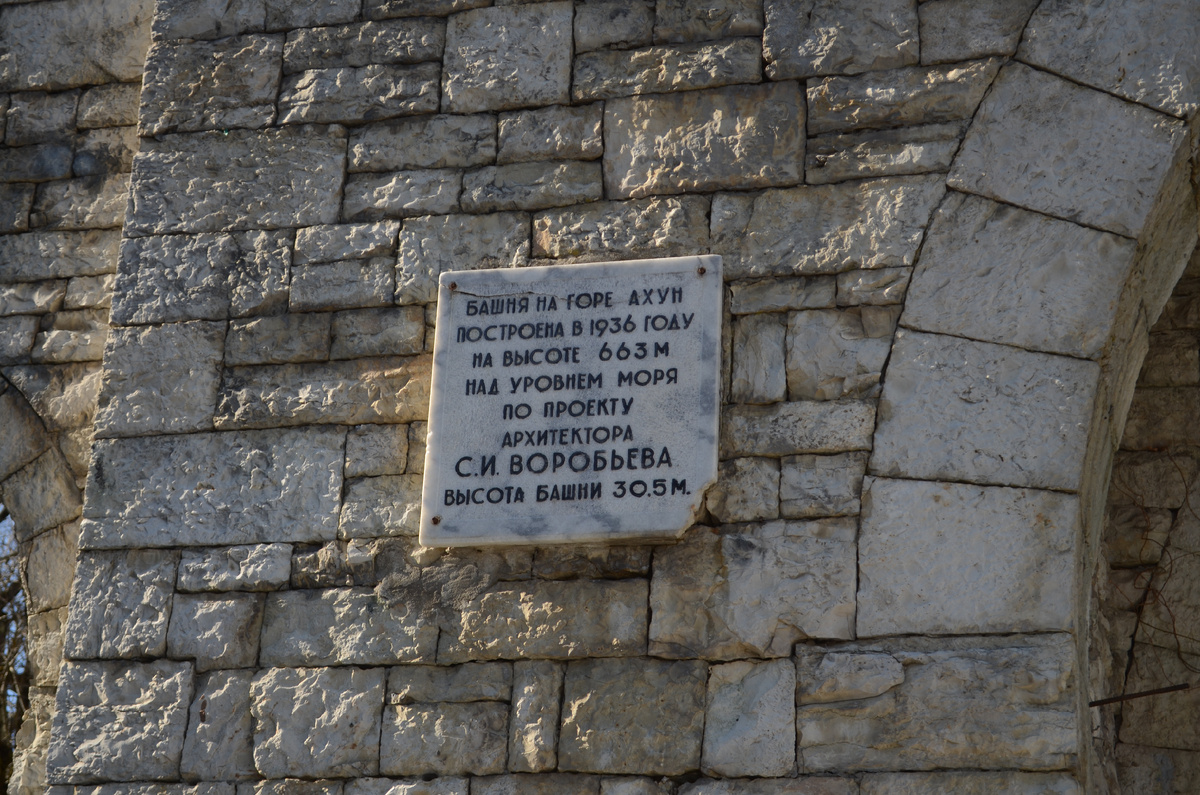 БАШНЯ НА ГОРЕ АХУН
ПОСТРОЕНА В 1936 ГОДУ
НА ВЫСОТЕ 663 М
НАД УРОВНЕМ МОРЯ
ПО ПРОЕКТУ
АРХИТЕКТОРА
С.И. ВОРОБЬЕВА
ВЫСОТА БАШНИ 30.5 М.